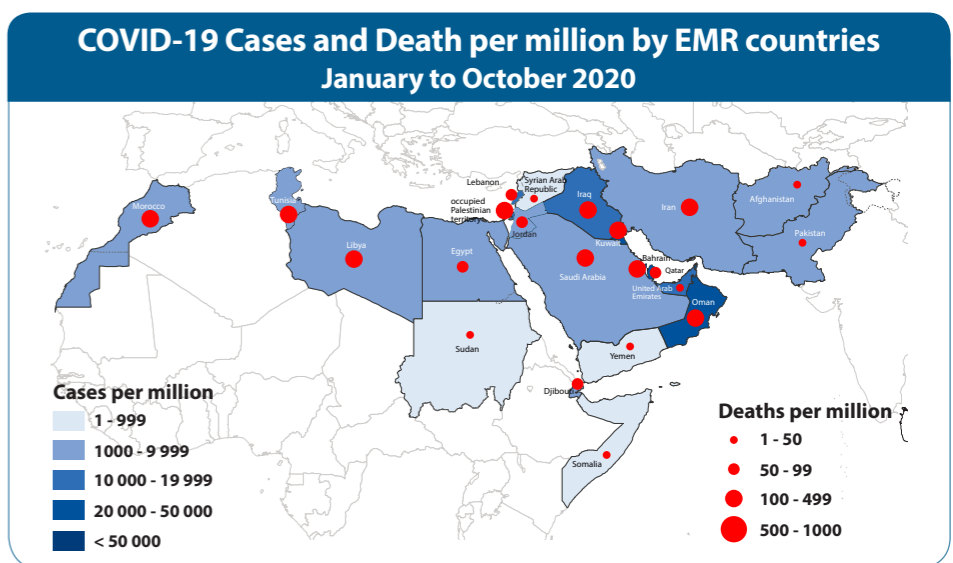 COVID-19 Cases and Death per million by EMR countries
January to October 2020
Morocco
Tunisia
Libya
Egypt
Sudan
Lebanon
occupied
Palestinian
territory
Syrian Arab
Republic
Jordan
Iraq
Kuwait
Iran
Afghanistan
Pakistan
Saudi Arabia
Bahrain
Qatar
United Arab
Emirates
Oman
Yemen
Djibouti
Somalia
Cases per million
1 - 999
1000 - 9 999
10 000 - 19 999
20 000 - 50 000
< 50 000
Deaths per million
1 - 50
50 - 99
100 - 499
500 - 1000